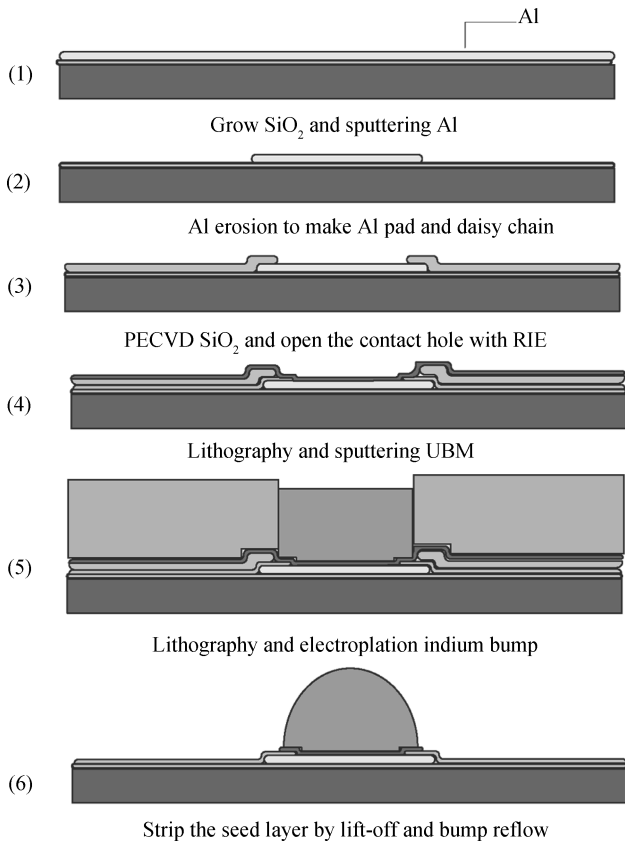 Al
(1)
Grow SiO₂ and sputtering Al
(2)
Al erosion to make Al pad and daisy chain
(3)
PECVD SiO₂ and open the contact hole with RIE
(4)
Lithography and sputtering UBM
(5)
Lithography and electroplation indium bump
(6)
Strip the seed layer by lift-off and bump reflow